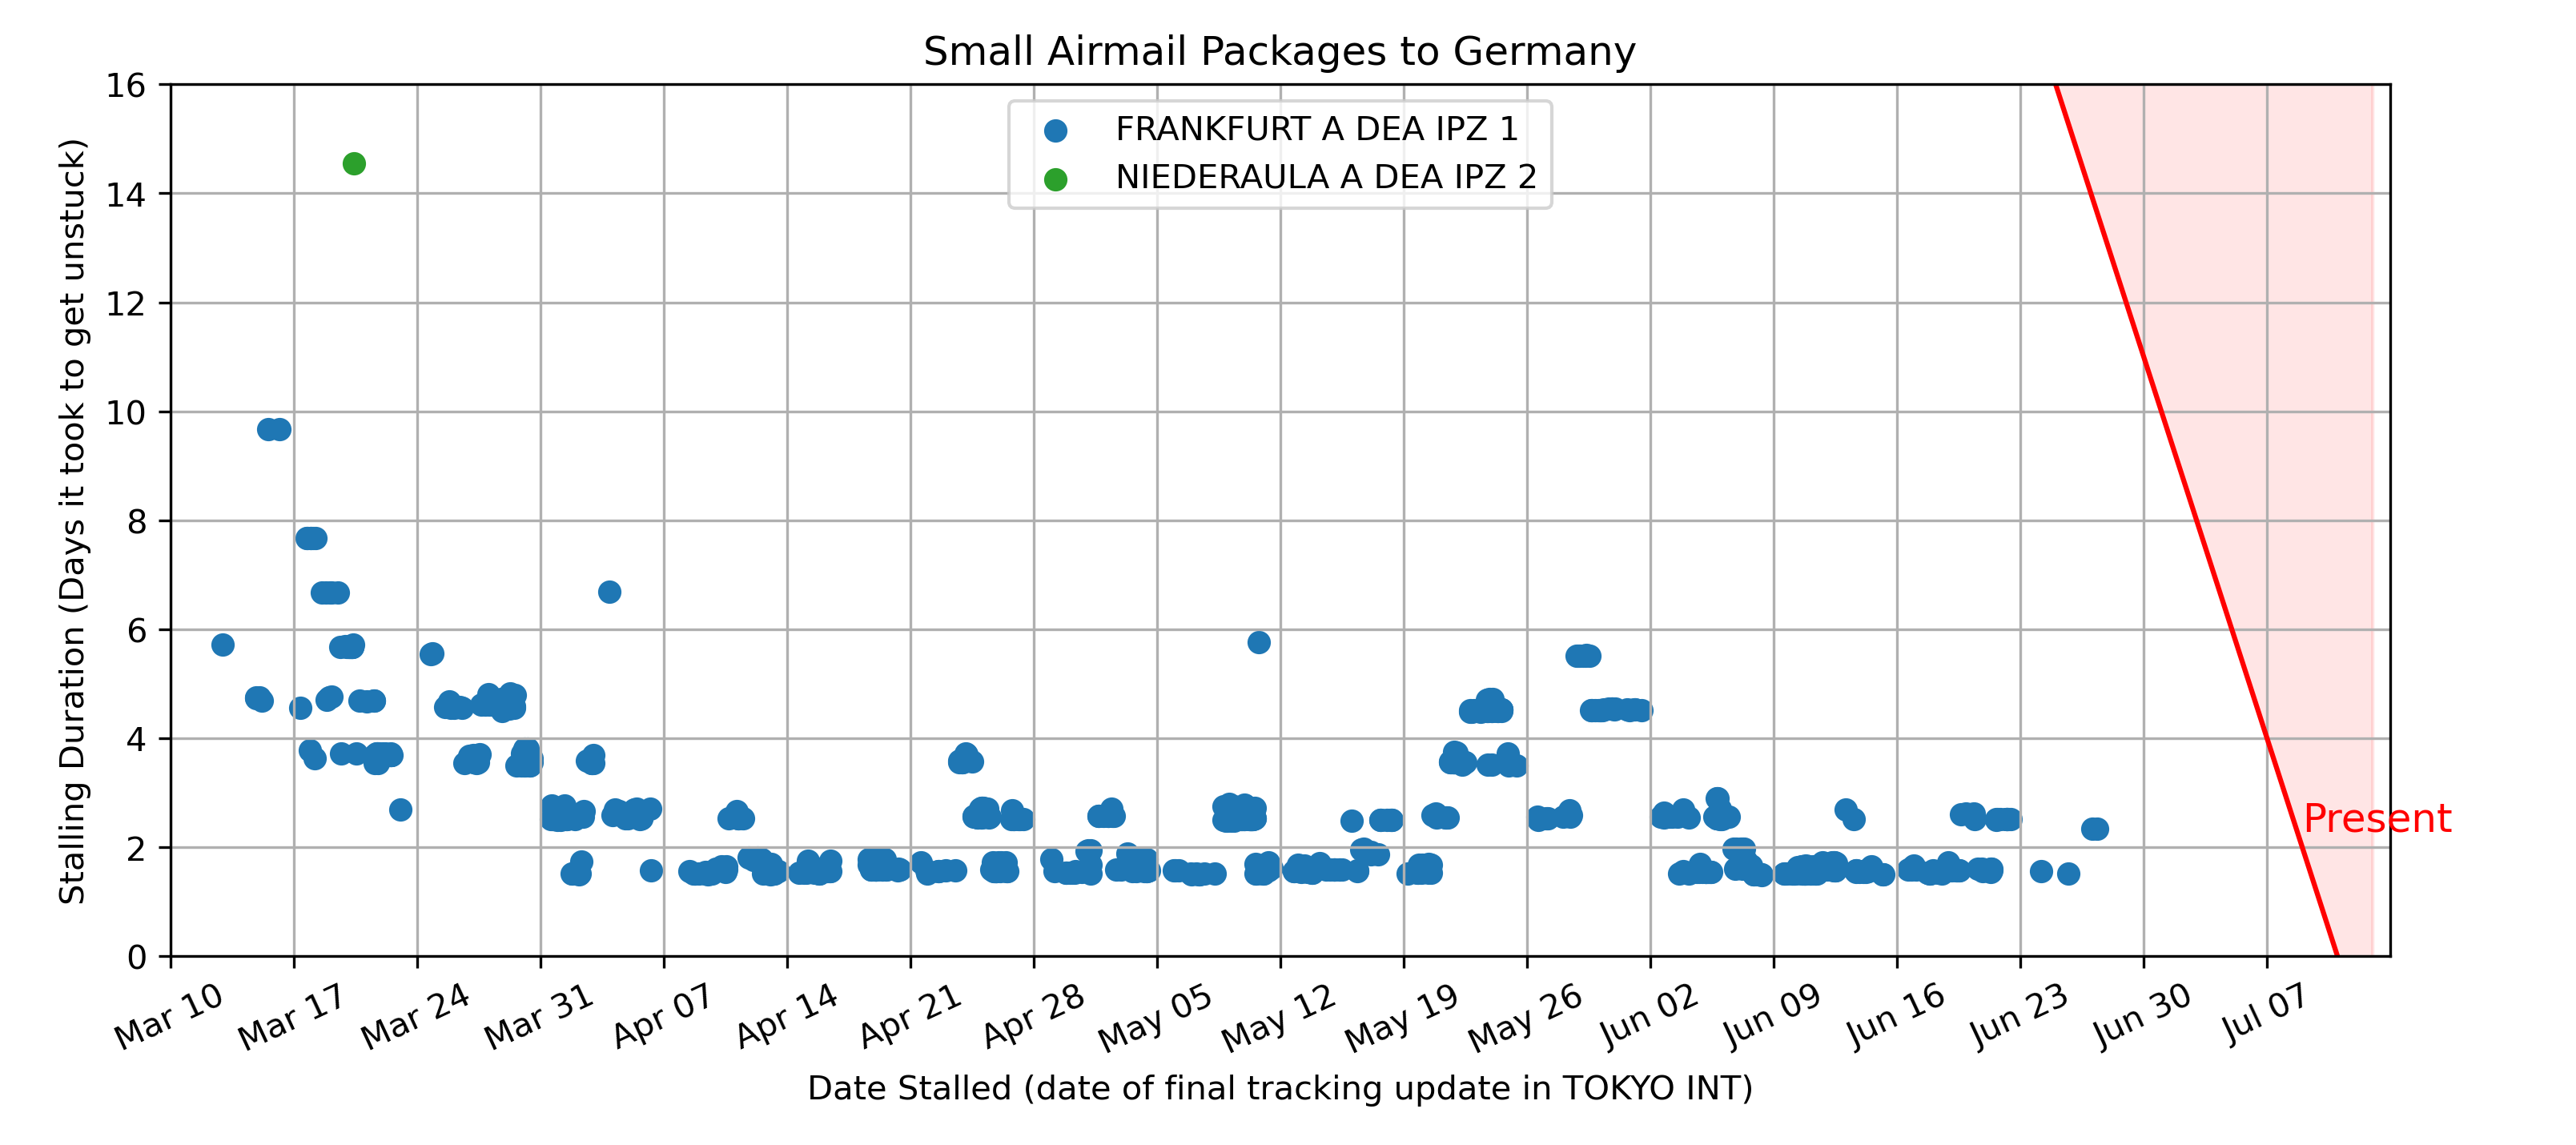 Small Airmail Packages to Germany
FRANKFURT A DEA IPZ 1
NIEDERAULA A DEA IPZ 2
Stalling Duration (Days it took to get unstuck)
16
14
12
10
8
6
4
2
0
Present
Mar 10 Mar 17 Mar 24 Mar 31 Apr 07 Apr 14 Apr 21 Apr 28 May 05 May 12 May 19 May 26 Jun 02 Jun 09 Jun 16 Jun 23 Jun 30 Jul 07
Date Stalled (date of final tracking update in TOKYO INT)